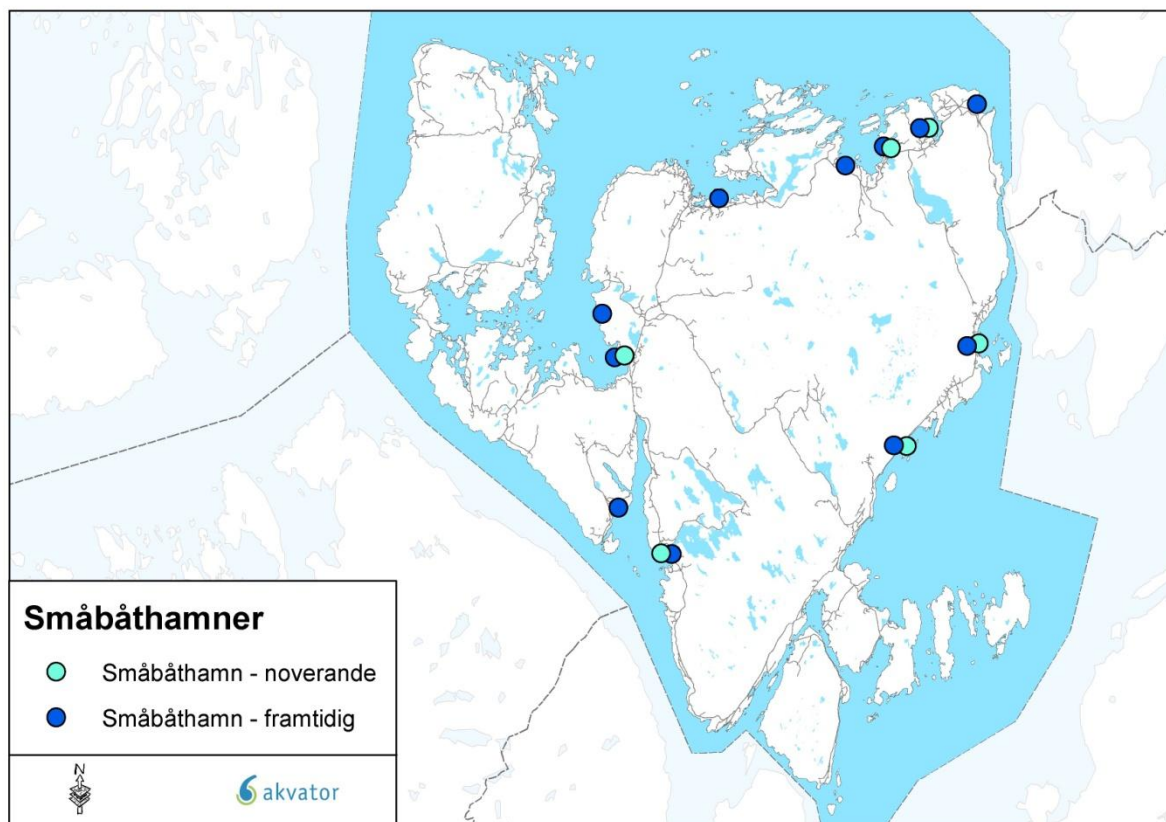 Småbåthamner
Småbåthamn - noverande
Småbåthamn - framtidig
N
akvator